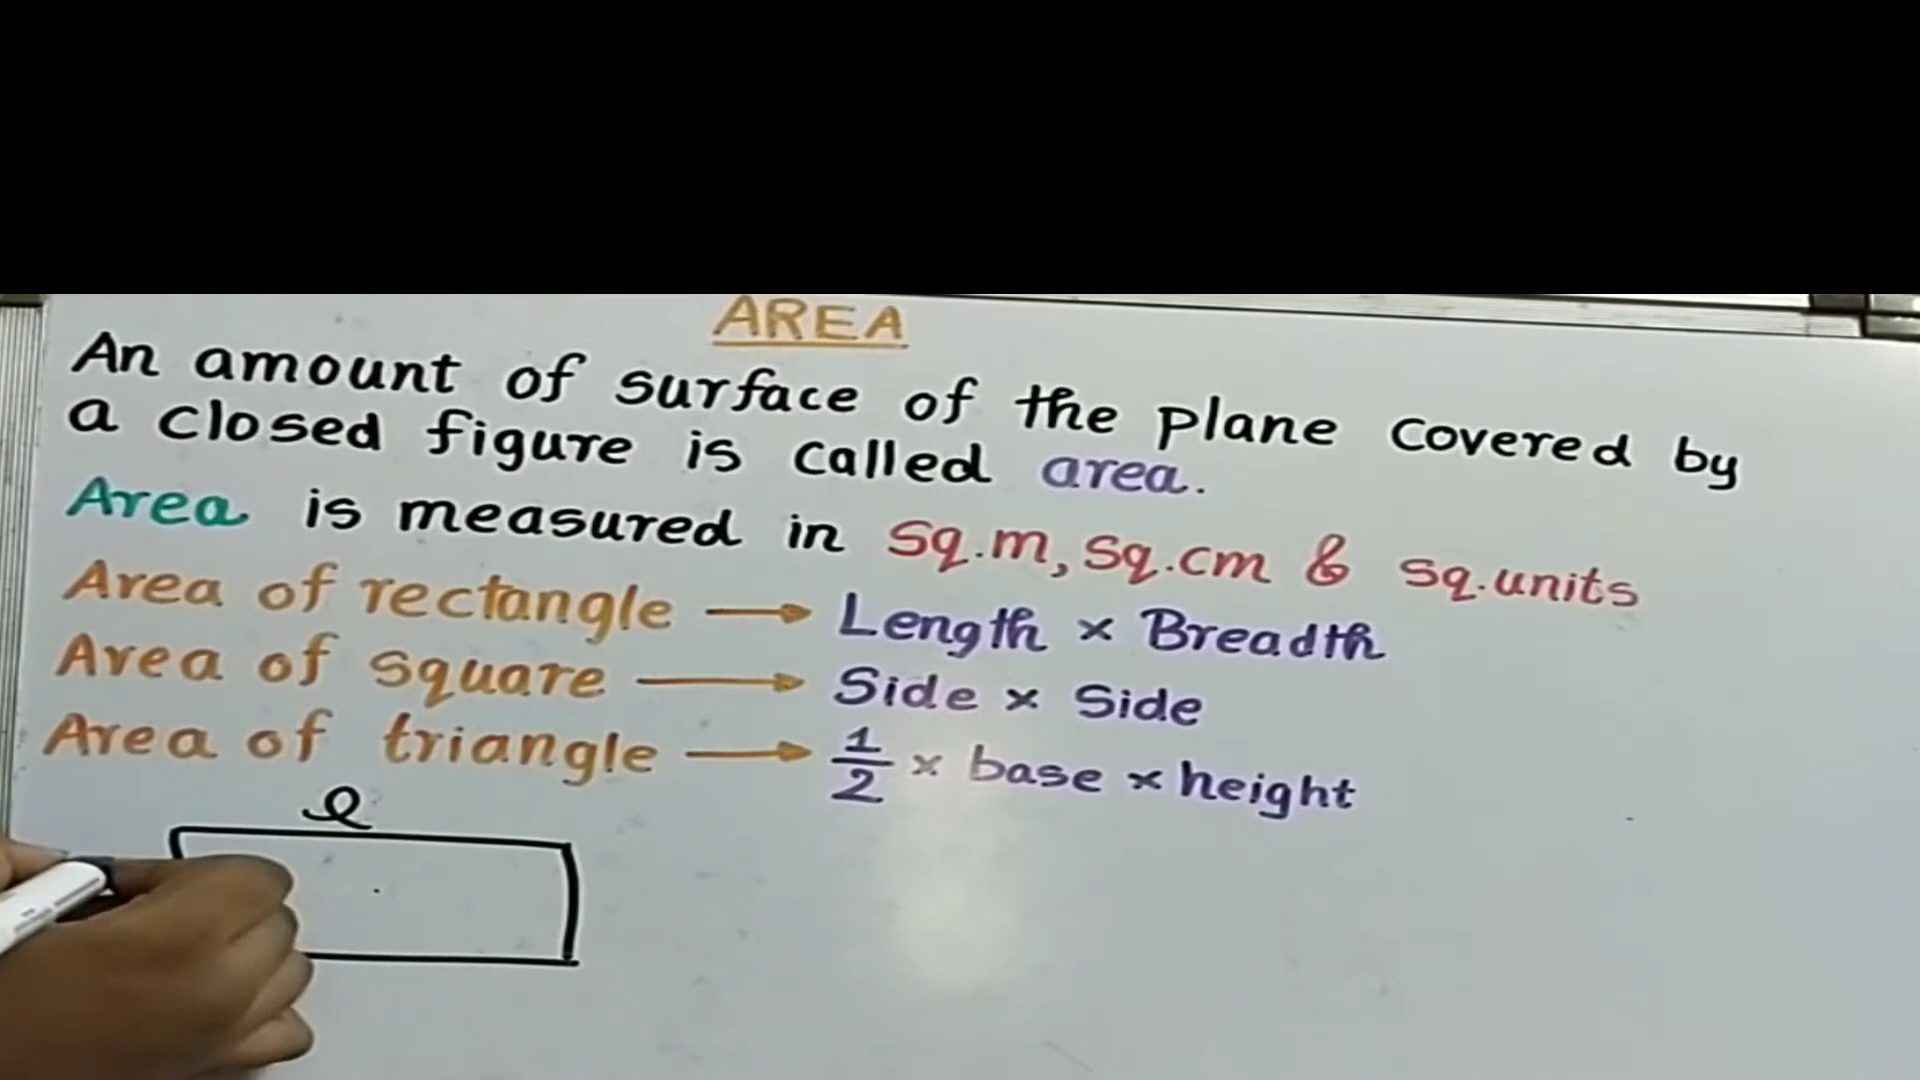 AREA
An amount of surface of the plane covered by
a closed figure is called area.
Area is measured in Sq.m, Sq.cm & sq.units
Area of rectangle → Length × Breadth
Area of square → Side × Side
Area of triangle → 1/2 × base × height
l